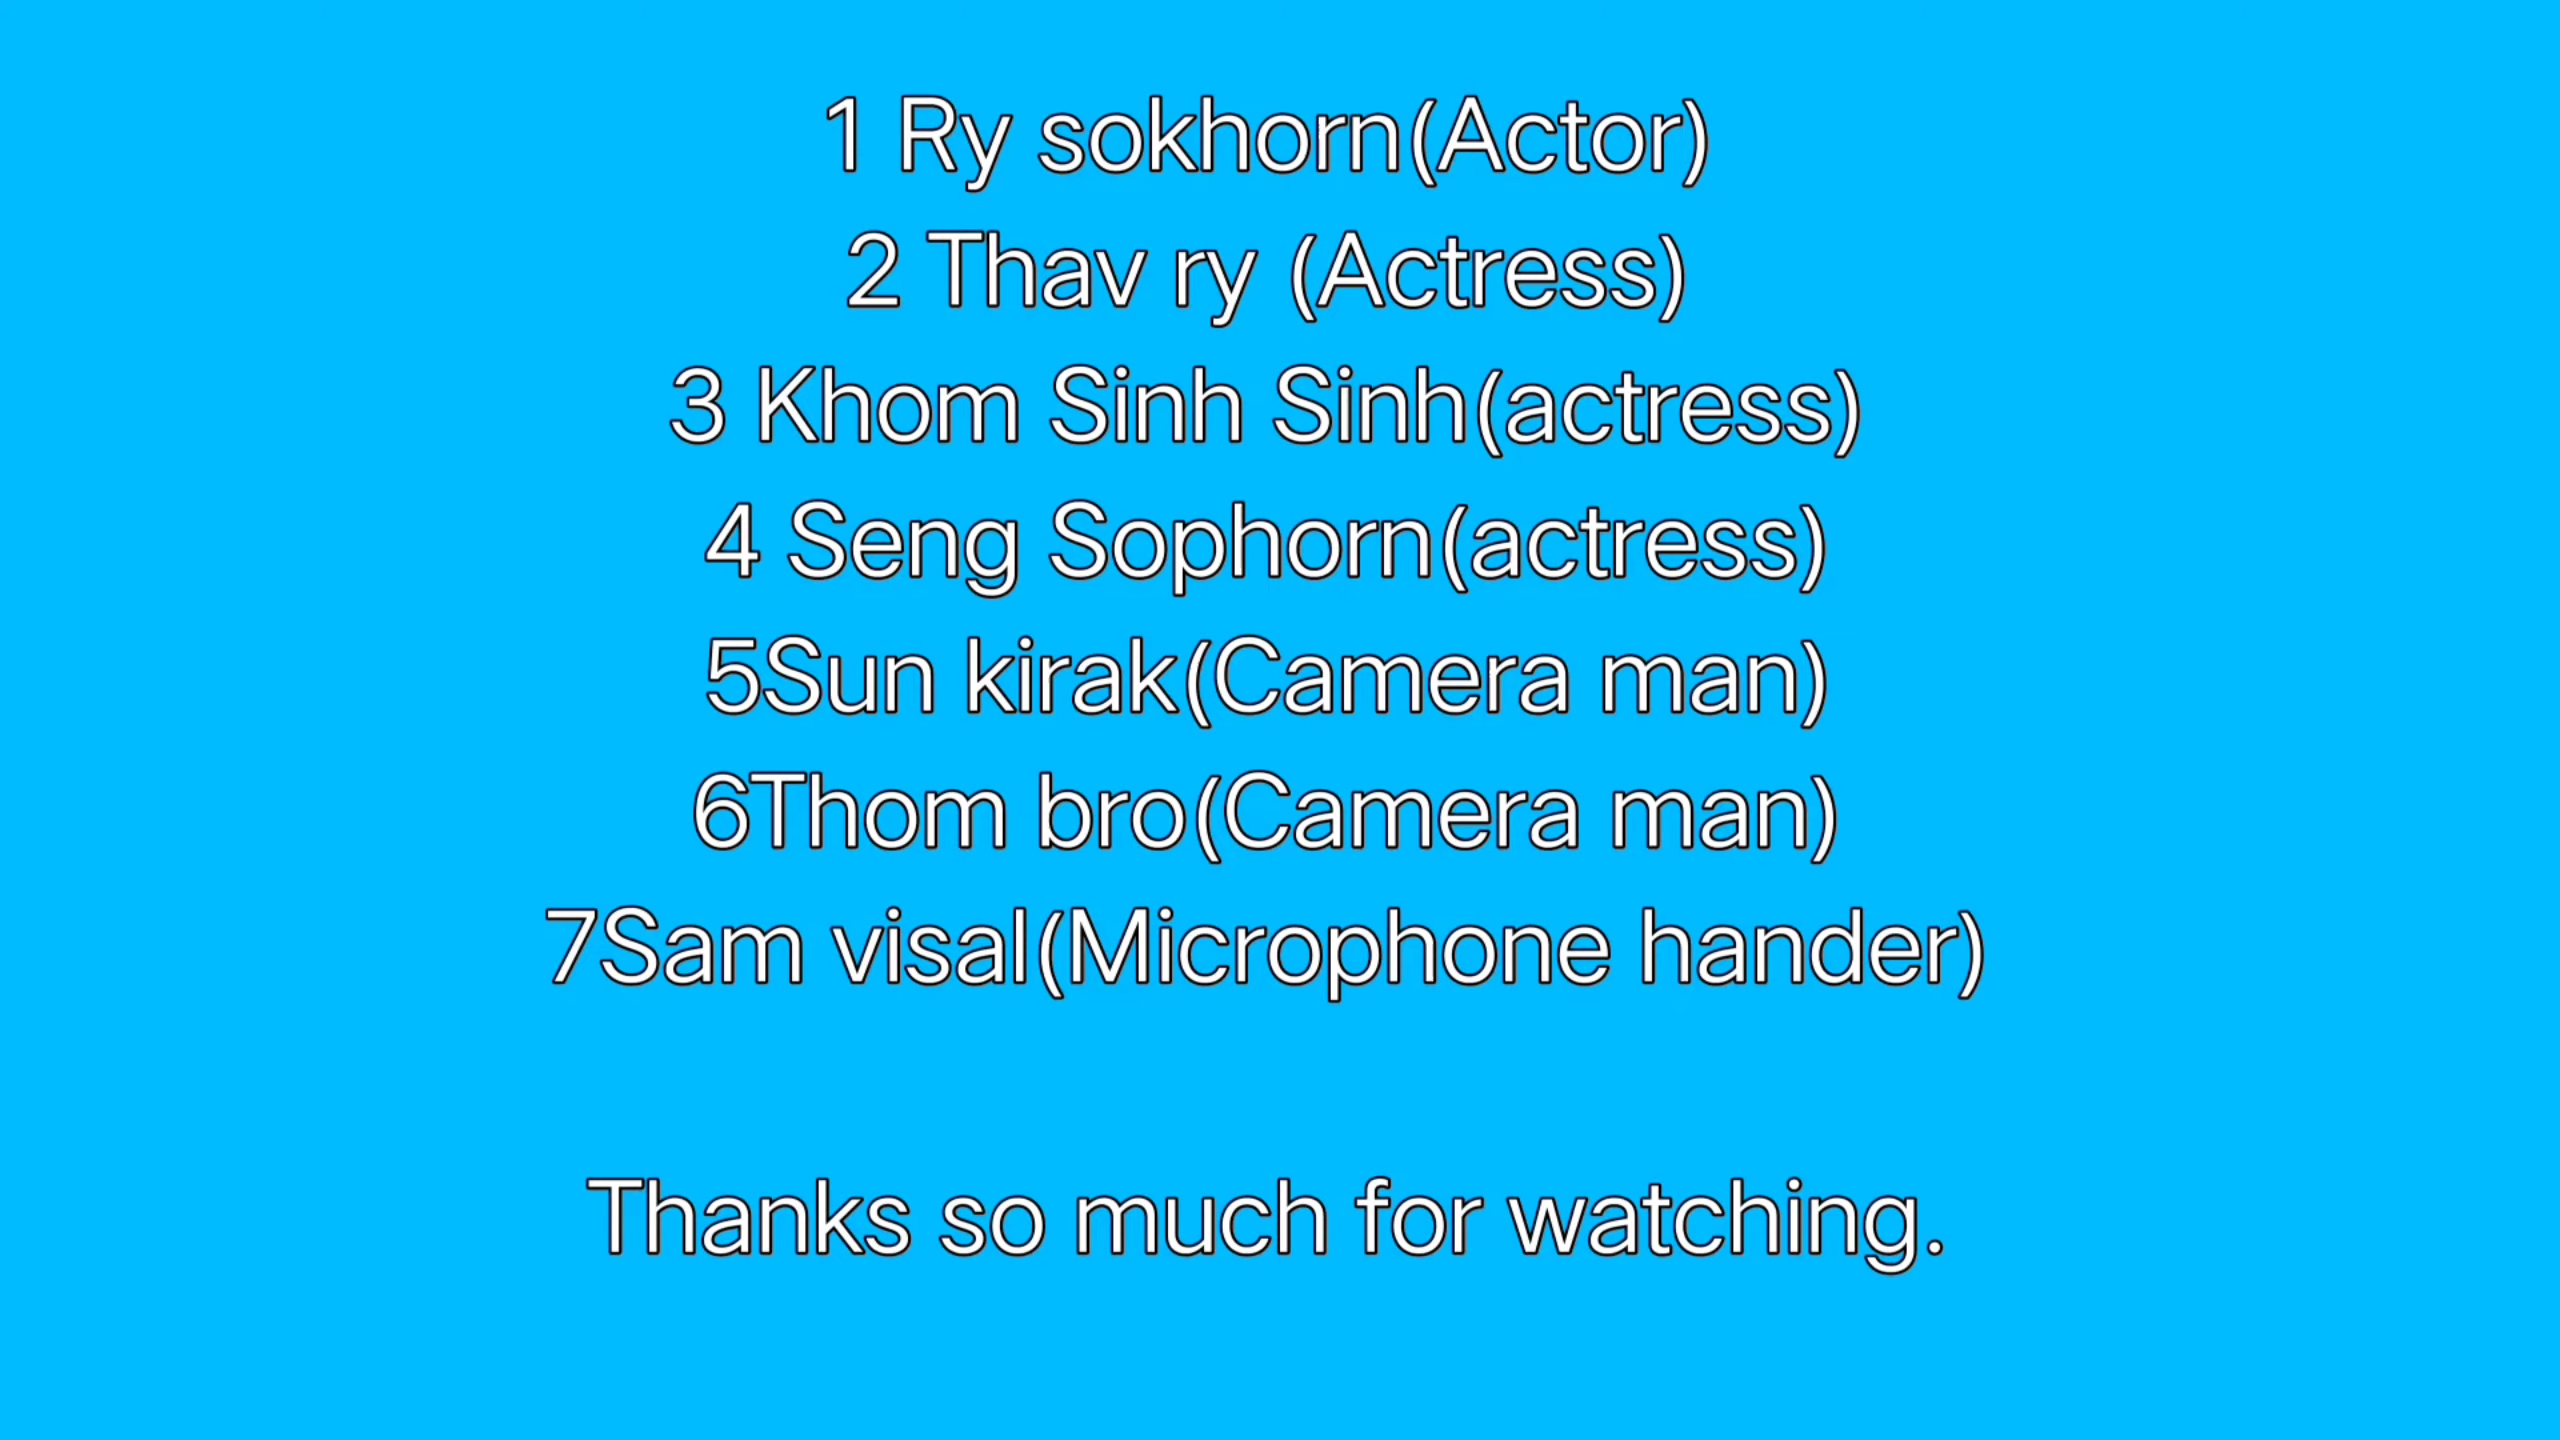 1 Ry sokhorn(Actor)
2 Thav ry (Actress)
3 Khom Sinh Sinh(actress)
4 Seng Sophorn(actress)
5Sun kirak(Camera man)
6Thom bro(Camera man)
7Sam visal(Microphone hander)
Thanks so much for watching.